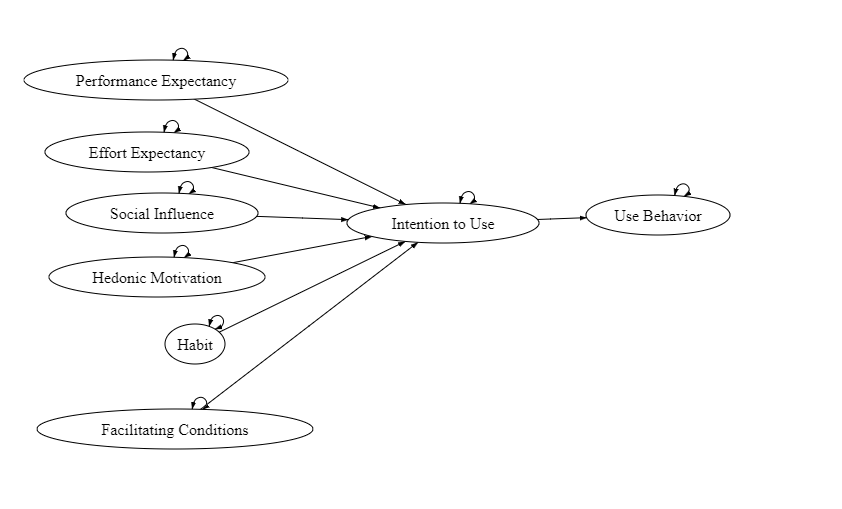 Performance Expectancy
Effort Expectancy
Social Influence
Intention to Use
Use Behavior
Hedonic Motivation
Habit
Facilitating Conditions